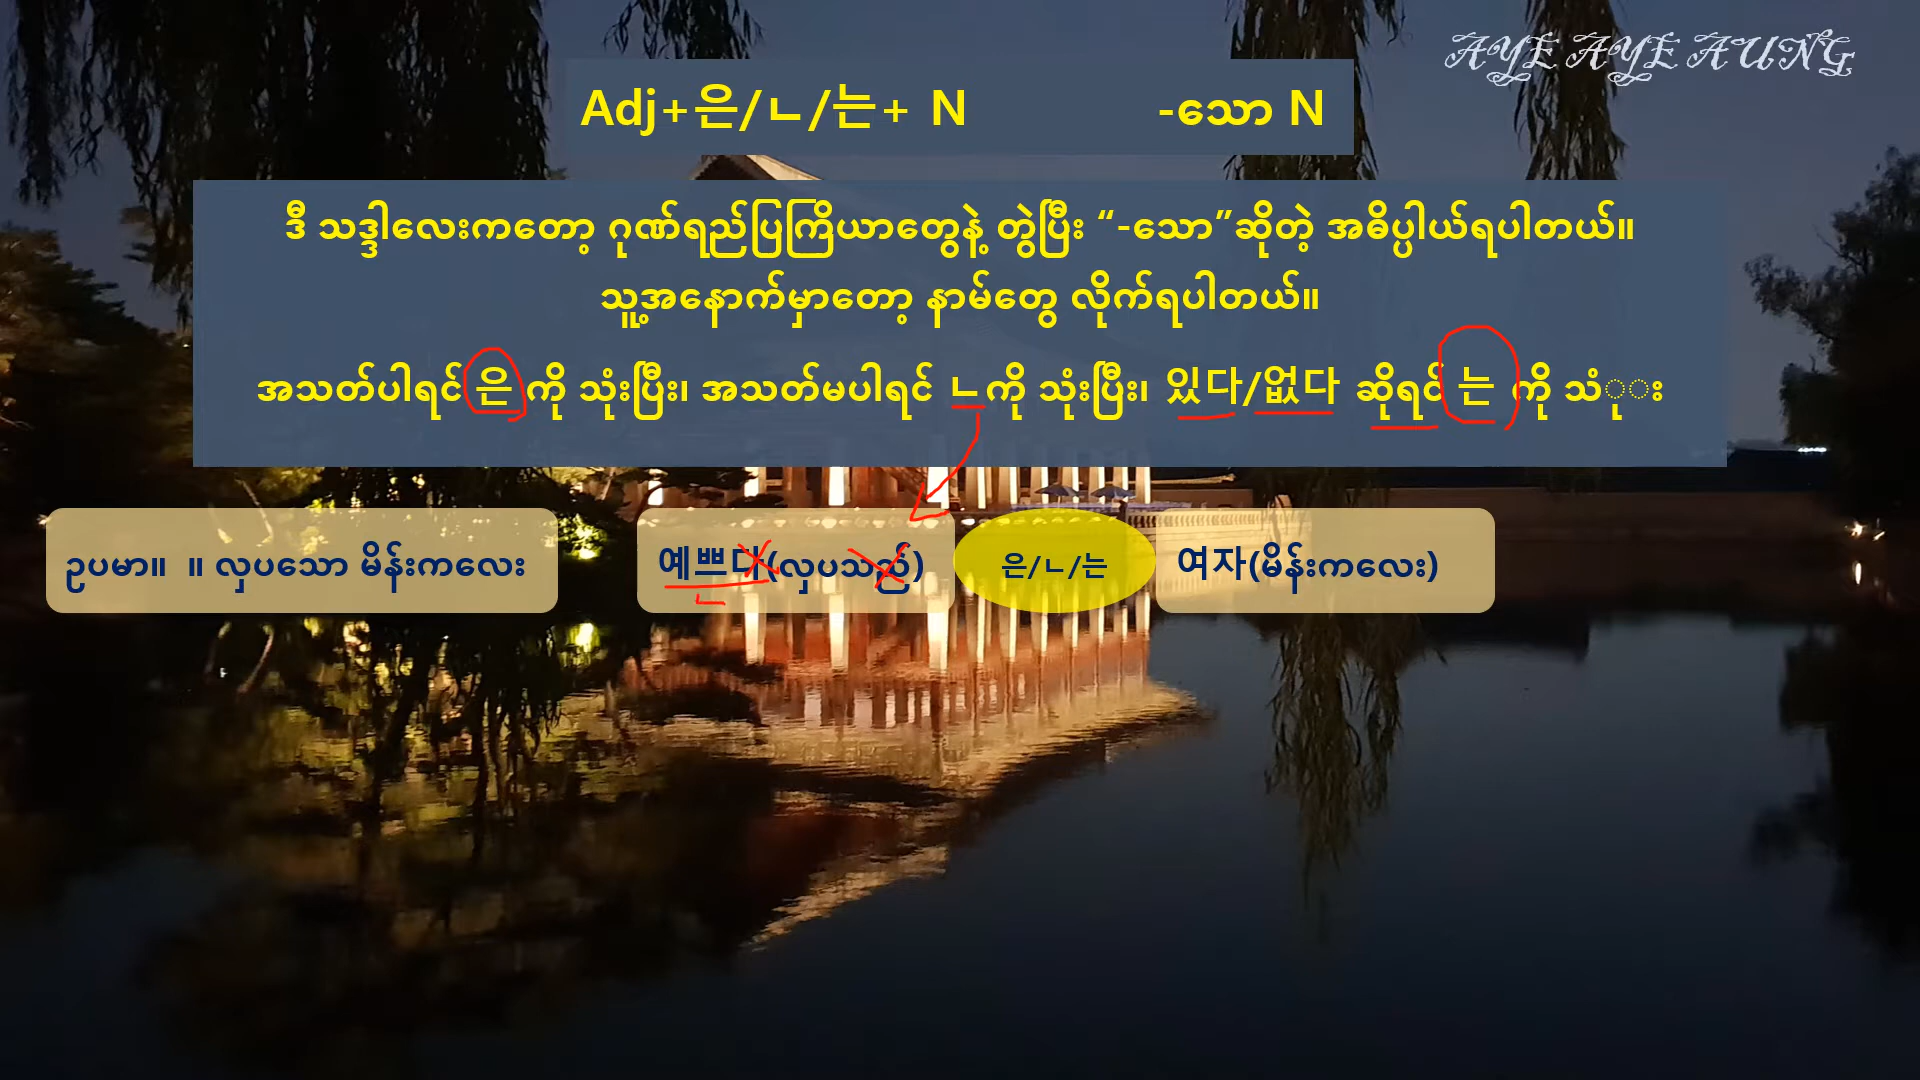 AYE AYE AUNG
Adj+은/ㄴ/는+ N -သော N
ဒီ သဒ္ဒါလေးကတော့ ဂုဏ်ရည်ပြကြိယာတွေနဲ့ တွဲပြီး “-သော”ဆိုတဲ့ အဓိပ္ပါယ်ရပါတယ်။
သူ့အနောက်မှာတော့ နာမ်တွေ လိုက်ရပါတယ်။
အသတ်ပါရင် 은 ကို သုံးပြီး၊ အသတ်မပါရင် ㄴကို သုံးပြီး၊ 있다/없다 ဆိုရင် 는 ကို သံုး
ဥပမာ။ ။ လှပသော မိန်းကလေး 예쁘다(လှပသည်) 은/ㄴ/는 여자(မိန်းကလေး)
ㄴ